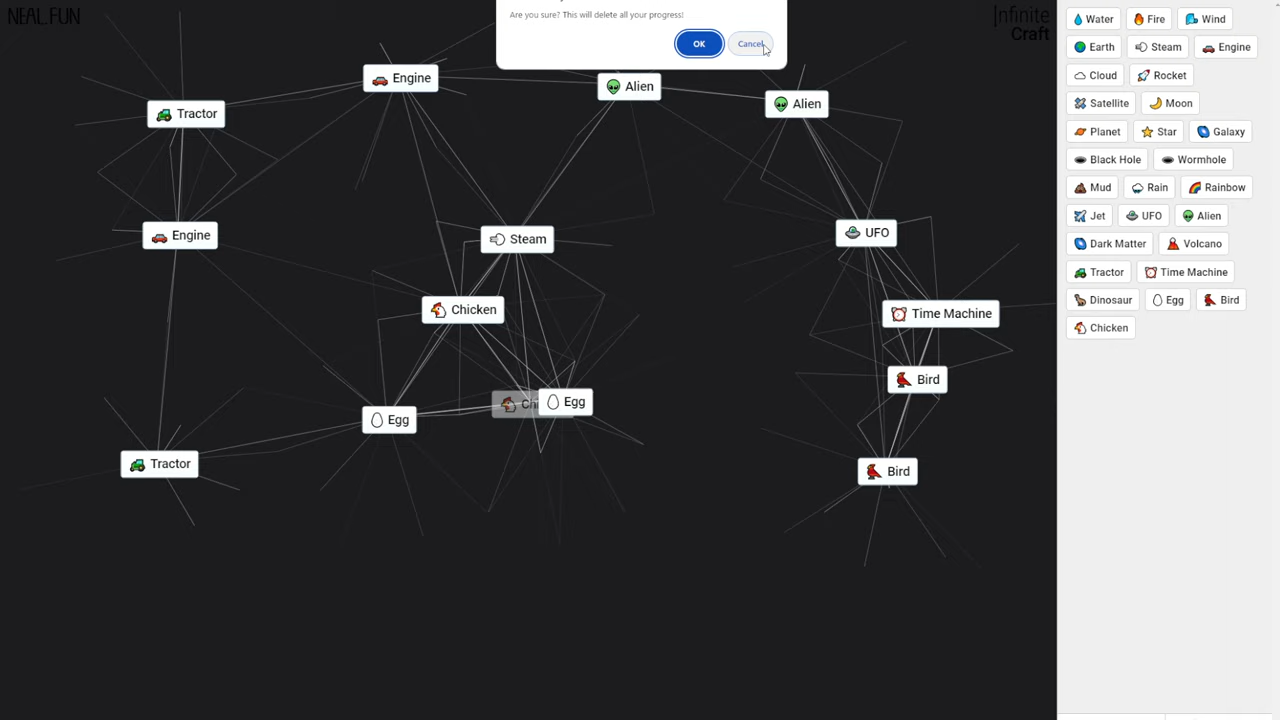 NEAL.FUN
Are you sure? This will delete all your progress!
OK
Cancel
Infinite
Craft
Engine
Alien
Alien
Tractor
Engine
Steam
UFO
Chicken
Time Machine
Bird
Egg
Chi
Egg
Tractor
Bird
Water
Fire
Wind
Earth
Steam
Engine
Cloud
Rocket
Satellite
Moon
Planet
Star
Galaxy
Black Hole
Wormhole
Mud
Rain
Rainbow
Jet
UFO
Alien
Dark Matter
Volcano
Tractor
Time Machine
Dinosaur
Egg
Bird
Chicken